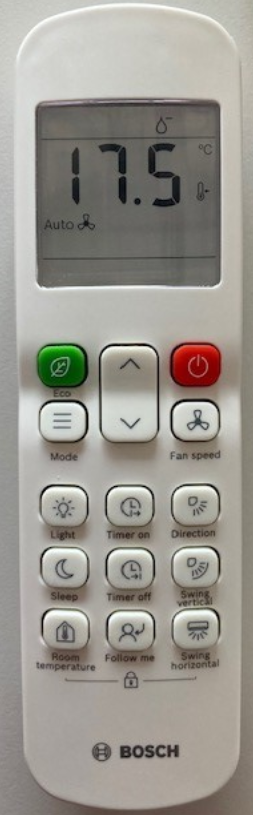 17.5 °C
Auto
Eco
Mode
Fan speed
Light
Timer on
Direction
Sleep
Timer off
Swing
vertical
Room
temperature
Follow me
Swing
horizontal
BOSCH